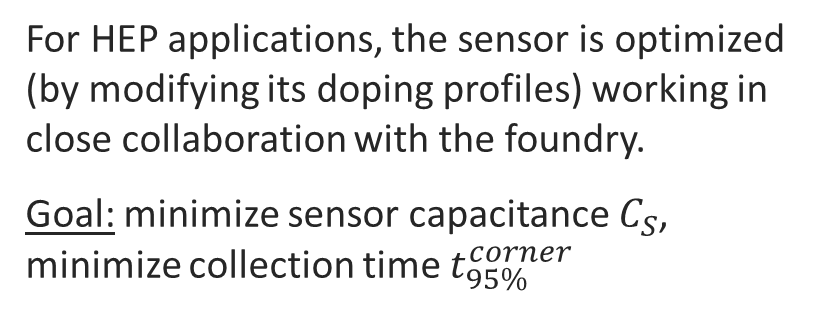 For HEP applications, the sensor is optimized
(by modifying its doping profiles) working in
close collaboration with the foundry.
Goal: minimize sensor capacitance C_S,
minimize collection time t_{95%}^{corner}